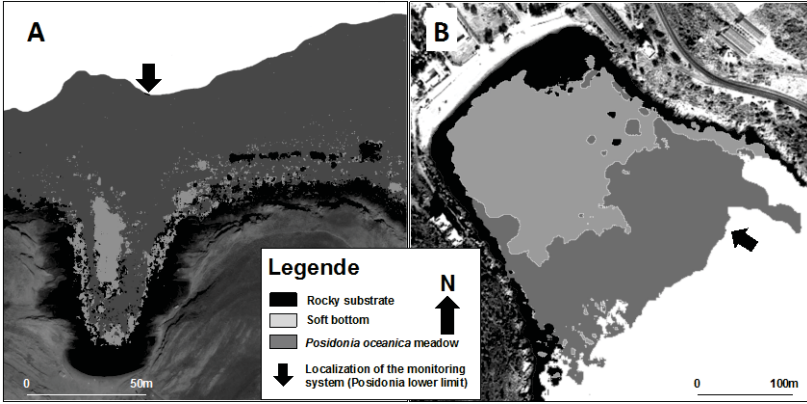 A
B
Legende
N
Rocky substrate
Soft bottom
Posidonia oceanica meadow
Localization of the monitoring
system (Posidonia lower limit)
0 50m
0 100m